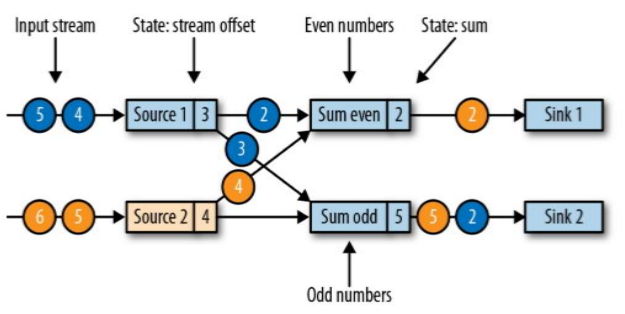 Input stream State: stream offset Even numbers State: sum
5 4 Source 1 3 2 Sum even 2 2 Sink 1
3
4
6 5 Source 2 4 Sum odd 5 5 2 Sink 2
Odd numbers